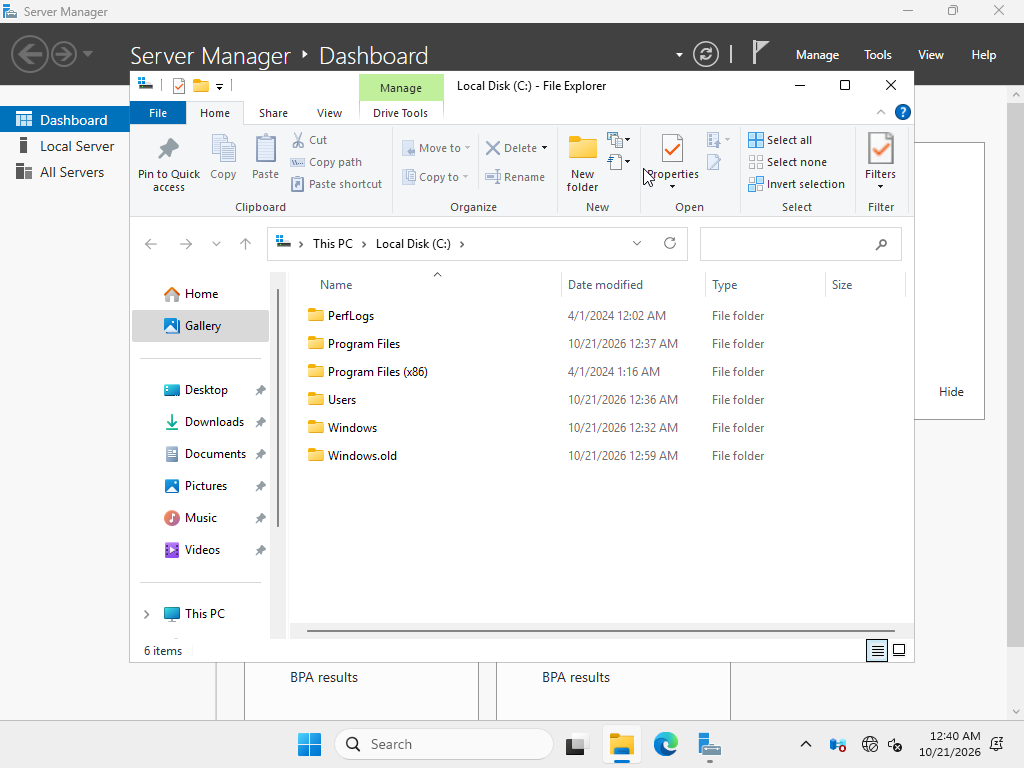 Server Manager
Server Manager ‣ Dashboard
Manage
Tools
View
Help
Dashboard
Local Server
All Servers
Manage
Local Disk (C:) - File Explorer
File
Home
Share
View
Drive Tools
Pin to Quick access
Copy
Paste
Cut
Copy path
Paste shortcut
Clipboard
Move to
Copy to
Delete
Rename
Organize
New folder
New
Properties
Open
Select all
Select none
Invert selection
Select
Filters
Filter
This PC > Local Disk (C:) >
Home
Gallery
Desktop
Downloads
Documents
Pictures
Music
Videos
This PC
Name Date modified Type Size
PerfLogs 4/1/2024 12:02 AM File folder
Program Files 10/21/2026 12:37 AM File folder
Program Files (x86) 4/1/2024 1:16 AM File folder
Users 10/21/2026 12:36 AM File folder
Windows 10/21/2026 12:32 AM File folder
Windows.old 10/21/2026 12:59 AM File folder
6 items
Hide
BPA results
BPA results
Search
12:40 AM
10/21/2026